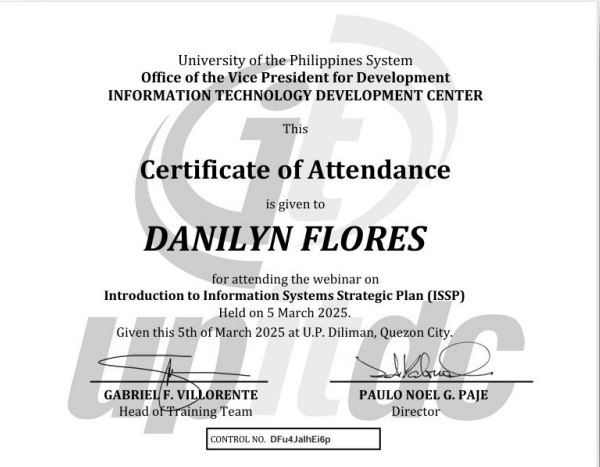 University of the Philippines System
Office of the Vice President for Development
INFORMATION TECHNOLOGY DEVELOPMENT CENTER
This
Certificate of Attendance
is given to
DANILYN FLORES
for attending the webinar on
Introduction to Information Systems Strategic Plan (ISSP)
Held on 5 March 2025.
Given this 5th of March 2025 at U.P. Diliman, Quezon City.
GABRIEL F. VILLORENTE
Head of Training Team
PAULO NOEL G. PAJE
Director
CONTROL NO. DFu4JalhEi6p
it
upitdc